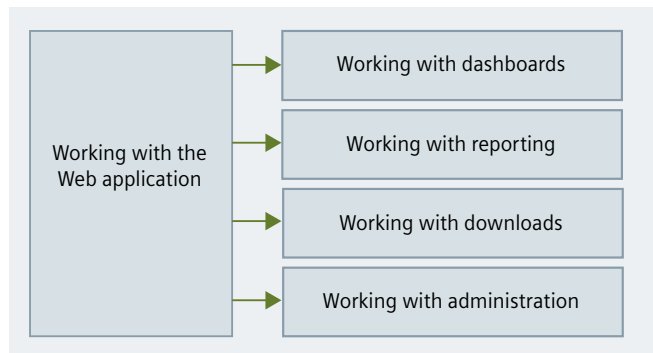 Working with the
Web application
Working with dashboards
Working with reporting
Working with downloads
Working with administration